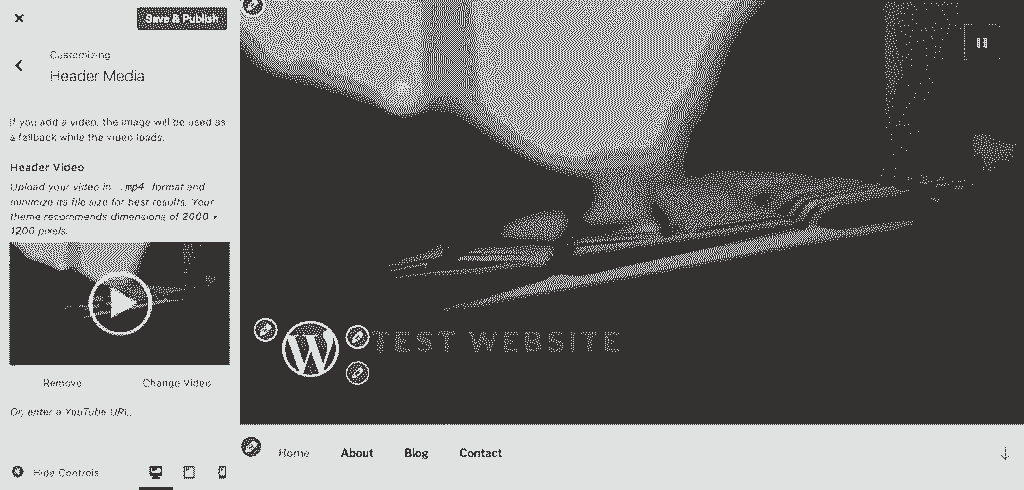 Save & Publish
Customizing
Header Media
If you add a video, the image will be used as
a fallback while the video loads.
Header Video
Upload your video in .mp4 format and
minimize its file size for best results. Your
theme recommends dimensions of 2000 ×
1200 pixels.
Remove Change Video
Or, enter a YouTube URL:
Hide Controls
TEST WEBSITE
Home About Blog Contact